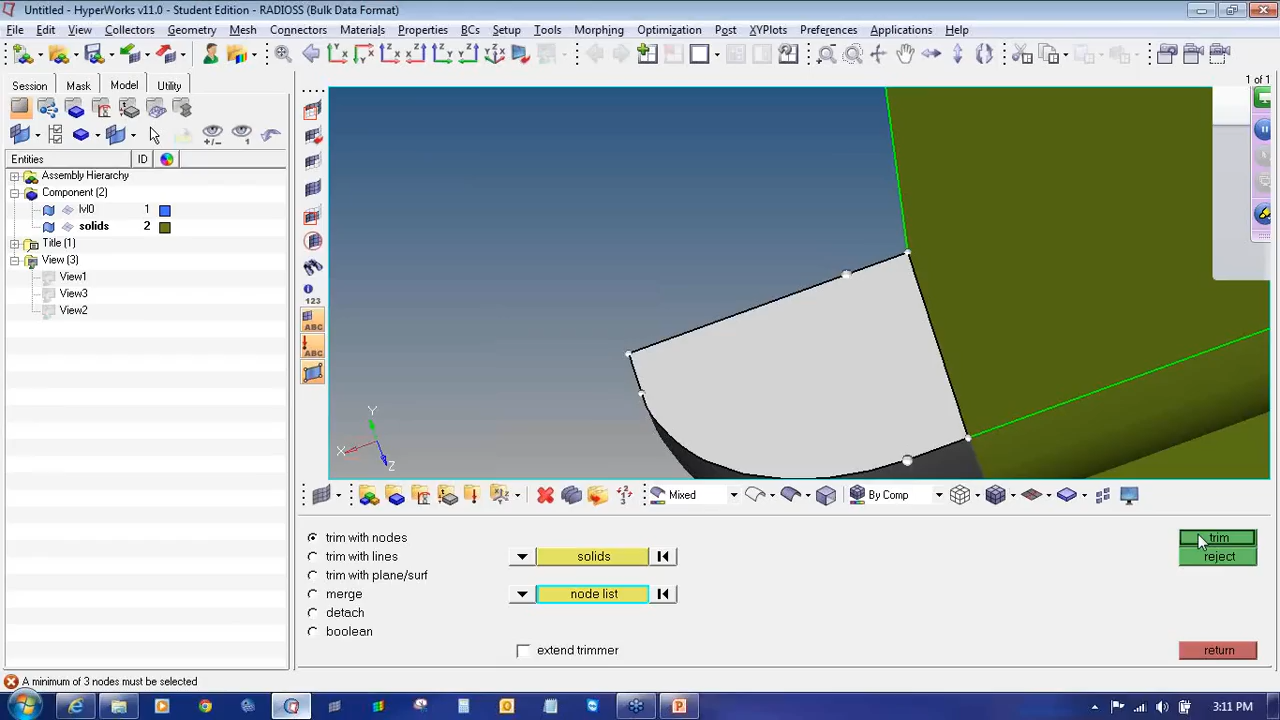 Untitled - HyperWorks v11.0 - Student Edition - RADIOSS (Bulk Data Format)
File Edit View Collectors Geometry Mesh Connectors Materials Properties BCs Setup Tools Morphing Optimization Post XYPlots Preferences Applications Help
Session Mask Model Utility
1 of 1
Entities ID
Assembly Hierarchy
Component (2)
lvl0 1
solids 2
Title (1)
View (3)
View1
View3
View2
123
ABC
ABC
Y
X
Z
Mixed By Comp
trim with nodes
trim with lines
trim with plane/surf
merge
detach
boolean
solids
node list
extend trimmer
trim
reject
return
A minimum of 3 nodes must be selected
3:11 PM